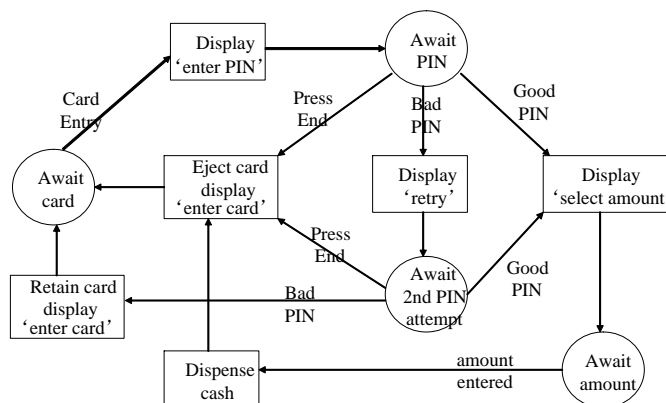 Display
‘enter PIN’
Await
PIN
Card
Entry
Press
End
Bad
PIN
Good
PIN
Await
card
Eject card
display
‘enter card’
Display
‘retry’
Display
‘select amount’
Press
End
Good
PIN
Retain card
display
‘enter card’
Bad
PIN
Await
2nd PIN
attempt
Dispense
cash
amount
entered
Await
amount